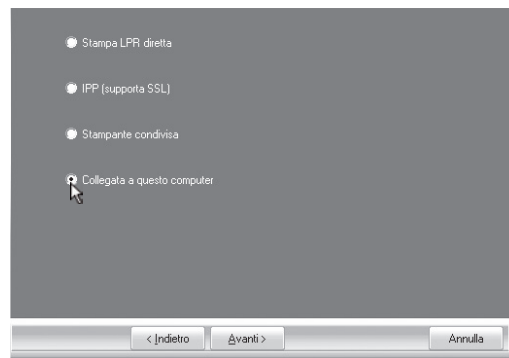 Stampa LPR diretta
IPP (supporta SSL)
Stampante condivisa
Collegata a questo computer
< Indietro Avanti > Annulla